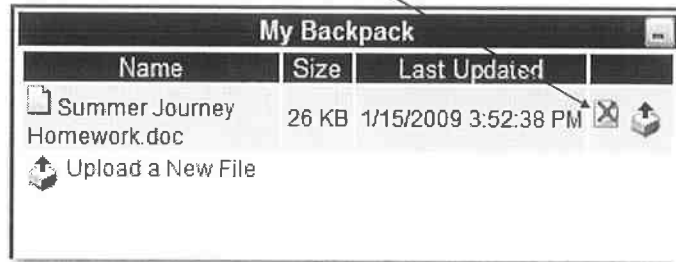 My Backpack
Name Size Last Updated
Summer Journey
Homework.doc 26 KB 1/15/2009 3:52:38 PM
Upload a New File